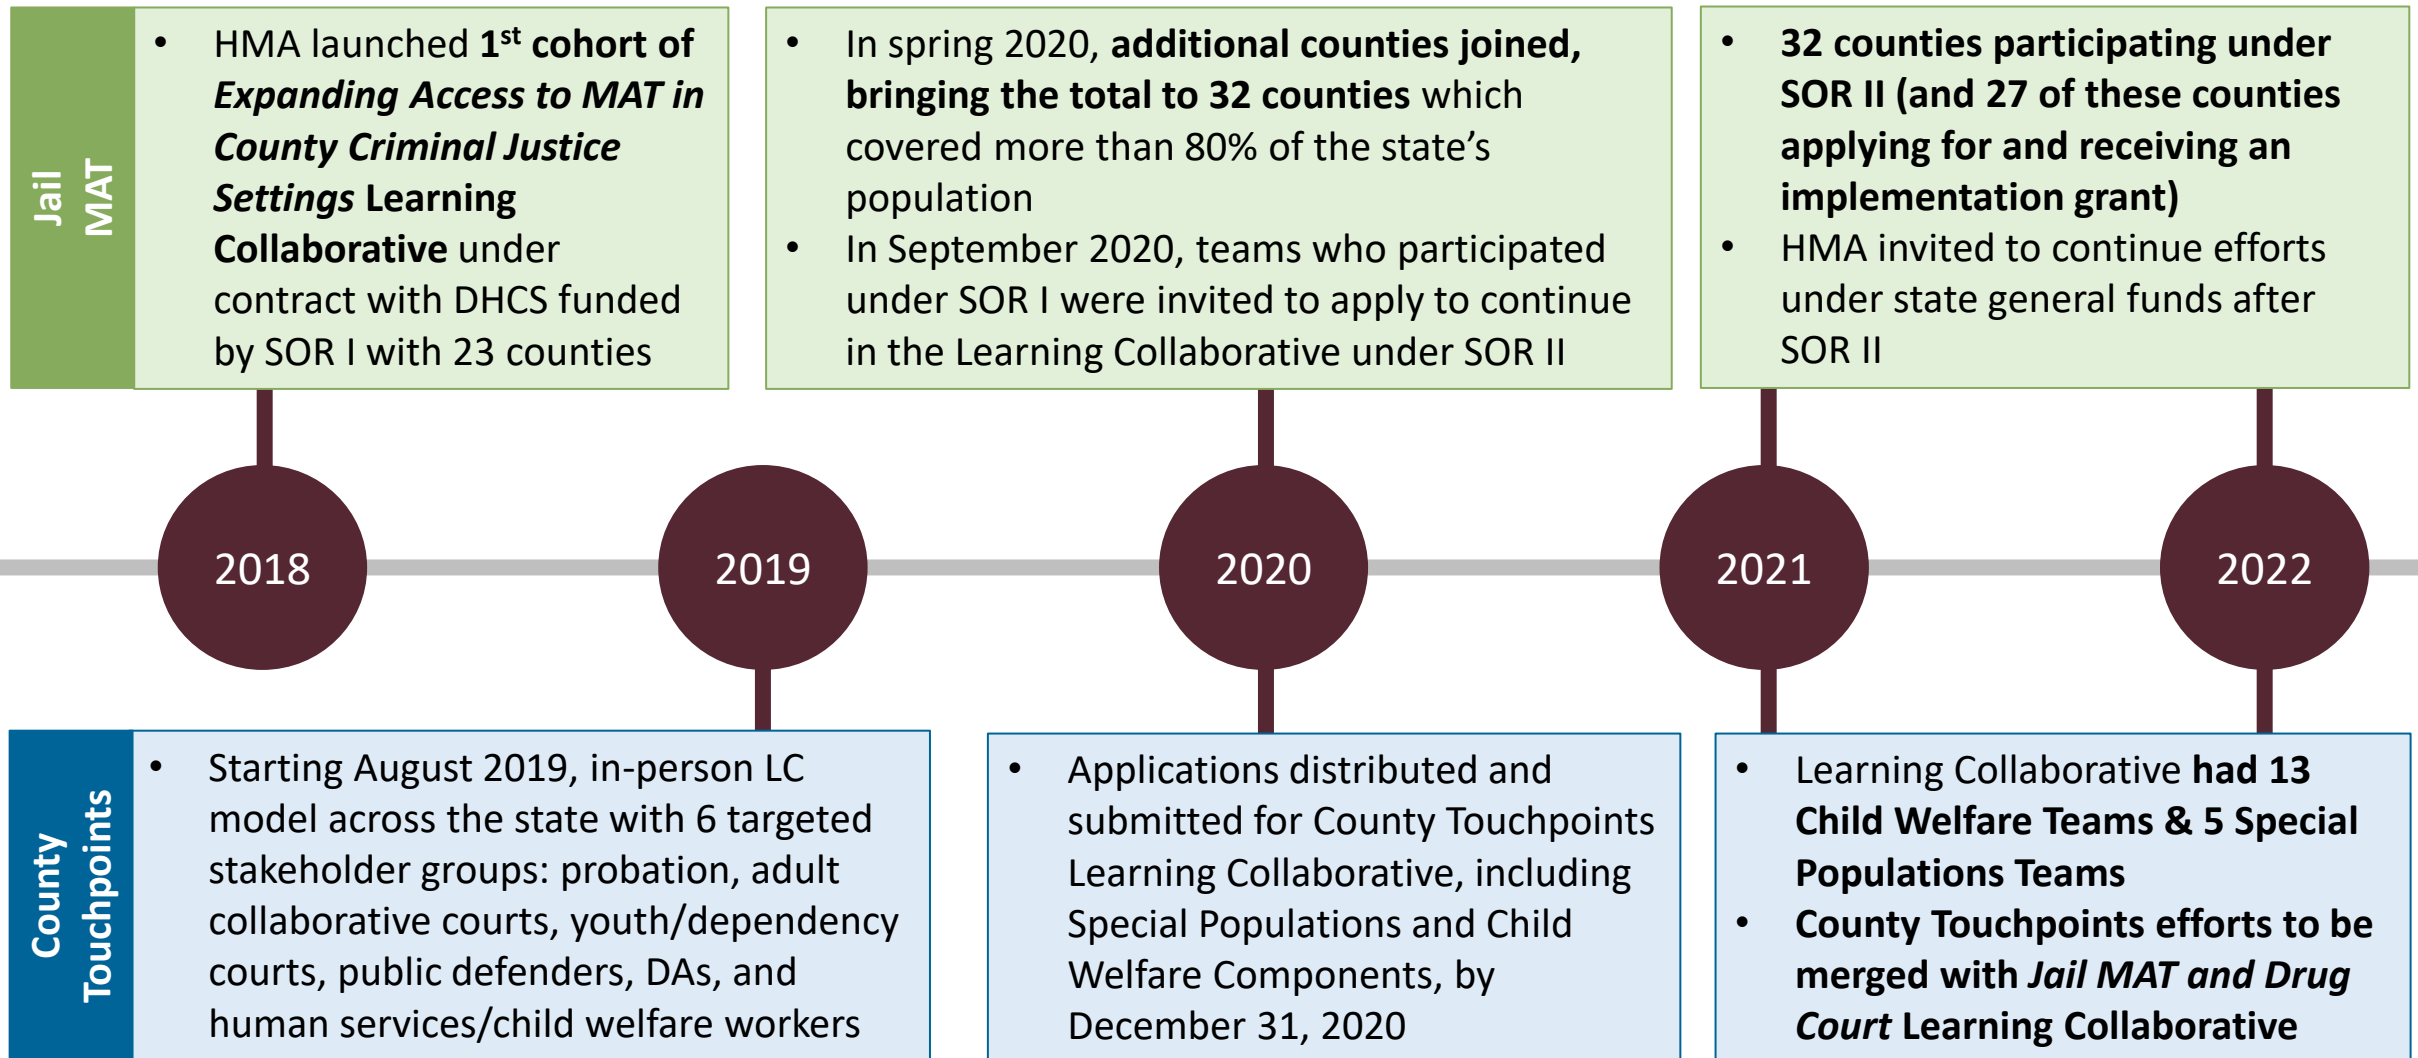 Jail
MAT
• HMA launched 1st cohort of
Expanding Access to MAT in
County Criminal Justice
Settings Learning
Collaborative under
contract with DHCS funded
by SOR I with 23 counties
• In spring 2020, additional counties joined,
bringing the total to 32 counties which
covered more than 80% of the state's
population
• In September 2020, teams who participated
under SOR I were invited to apply to continue
in the Learning Collaborative under SOR II
• 32 counties participating under
SOR II (and 27 of these counties
applying for and receiving an
implementation grant)
• HMA invited to continue efforts
under state general funds after
SOR II
2018
2019
2020
2021
2022
County
Touchpoints
• Starting August 2019, in-person LC
model across the state with 6 targeted
stakeholder groups: probation, adult
collaborative courts, youth/dependency
courts, public defenders, DAs, and
human services/child welfare workers
• Applications distributed and
submitted for County Touchpoints
Learning Collaborative, including
Special Populations and Child
Welfare Components, by
December 31, 2020
• Learning Collaborative had 13
Child Welfare Teams & 5 Special
Populations Teams
• County Touchpoints efforts to be
merged with Jail MAT and Drug
Court Learning Collaborative